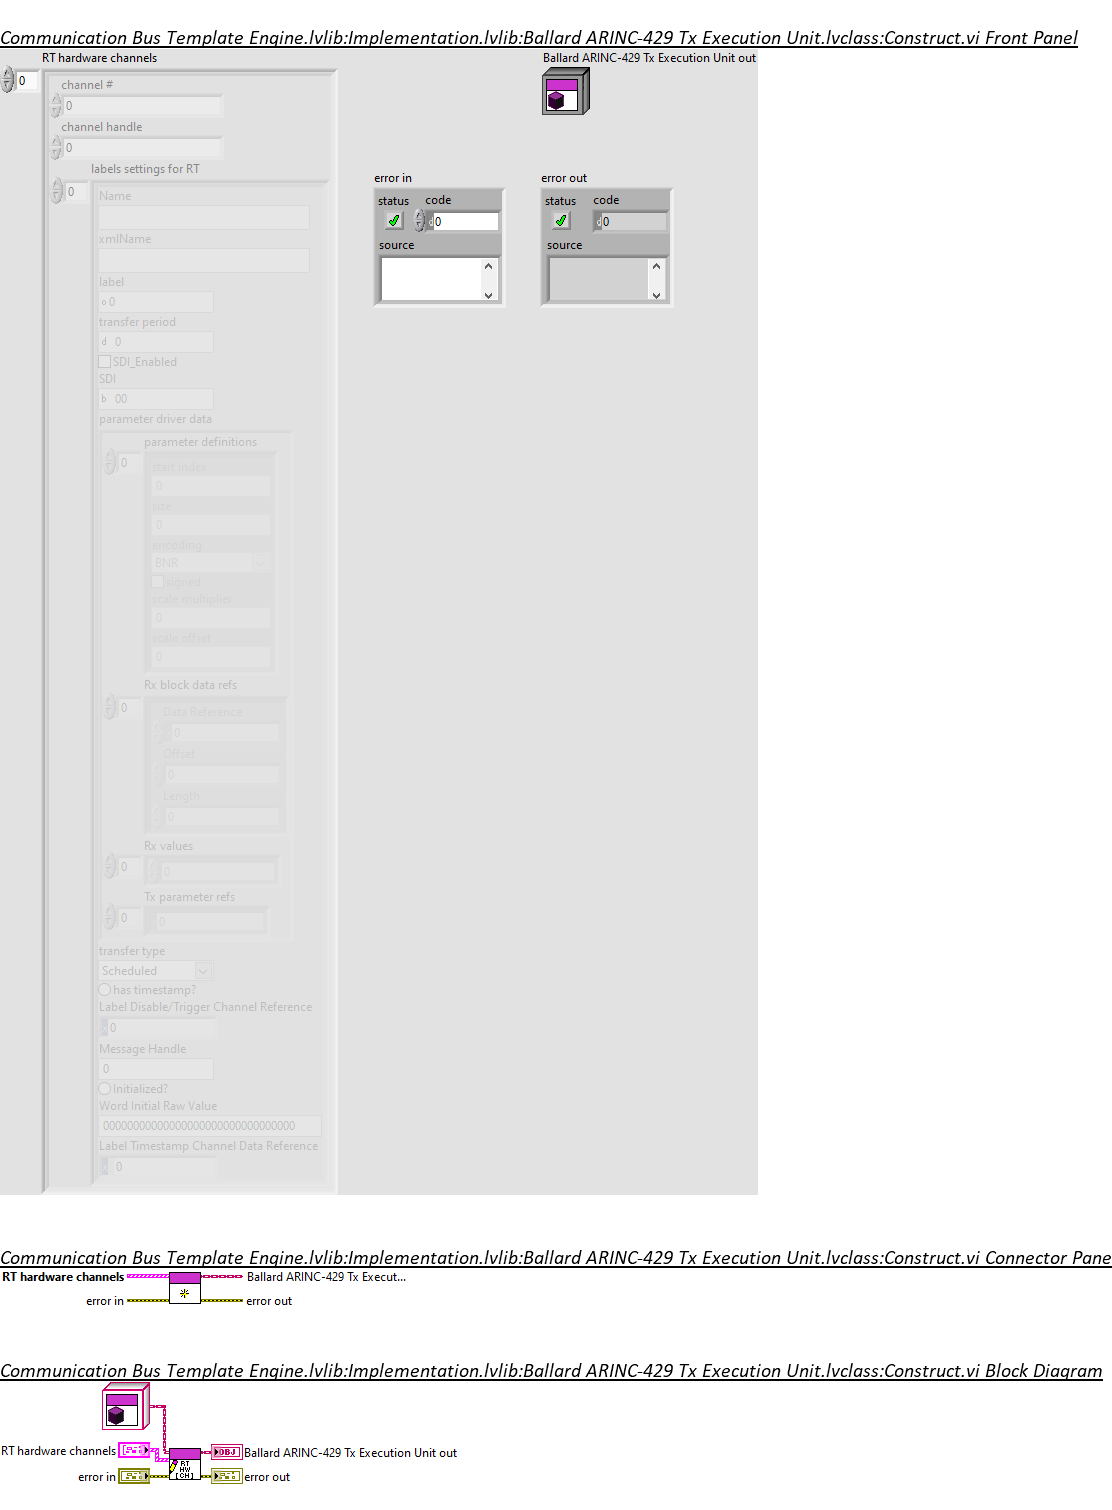 Communication Bus Template Engine.lvlib:Implementation.lvlib:Ballard ARINC-429 Tx Execution Unit.lvclass:Construct.vi Front Panel
RT hardware channels
0
channel #
0
channel handle
0
labels settings for RT
0
Name
xmlName
label
o 0
transfer period
d 0
SDI_Enabled
SDI
b 00
parameter driver data
parameter definitions
0
start index
0
size
0
encoding
BNR
signed
scale multiplier
0
scale offset
0
Rx block data refs
0
Data Reference
0
Offset
0
Length
0
Rx values
0
0
Tx parameter refs
0
0
transfer type
Scheduled
has timestamp?
Label Disable/Trigger Channel Reference
0
Message Handle
0
Initialized?
Word Initial Raw Value
00000000000000000000000000000000
Label Timestamp Channel Data Reference
0
Ballard ARINC-429 Tx Execution Unit out
error in
status code
d 0
source
error out
status code
d 0
source
Communication Bus Template Engine.lvlib:Implementation.lvlib:Ballard ARINC-429 Tx Execution Unit.lvclass:Construct.vi Connector Pane
RT hardware channels
Ballard ARINC-429 Tx Execut...
error in
error out
Communication Bus Template Engine.lvlib:Implementation.lvlib:Ballard ARINC-429 Tx Execution Unit.lvclass:Construct.vi Block Diagram
RT hardware channels
OBJ
Ballard ARINC-429 Tx Execution Unit out
RT
HW
[CH]
error in
error out